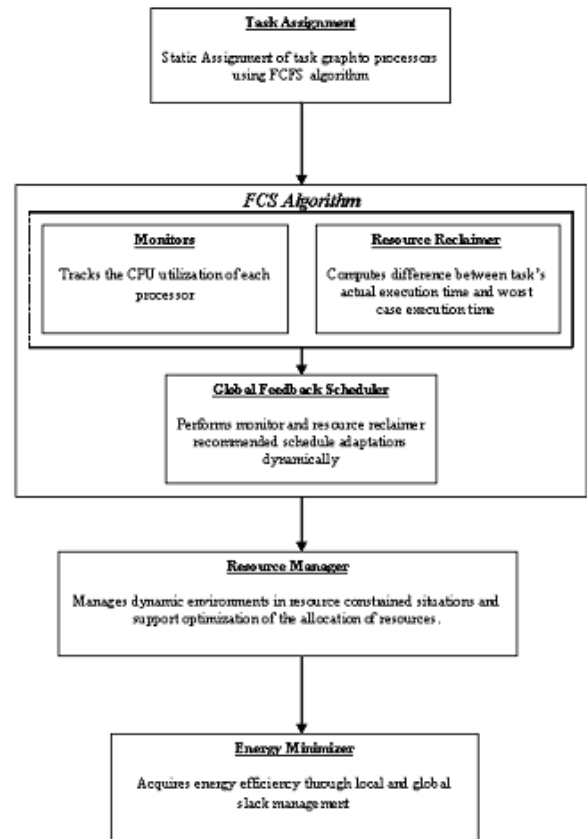 Task Assignment
Static Assignment of task graph to processors
using FCFS algorithm
FCS Algorithm
Monitors
Tracks the CPU utilization of each
processor
Resource Reclaimer
Computes difference between task's
actual execution time and worst
case execution time
Global Feedback Scheduler
Performs monitor and resource reclaimer
recommended schedule adaptations
dynamically
Resource Manager
Manages dynamic environments in resource constrained situations and
support optimization of the allocation of resources.
Energy Minimizer
Acquires energy efficiency through local and global
slack management